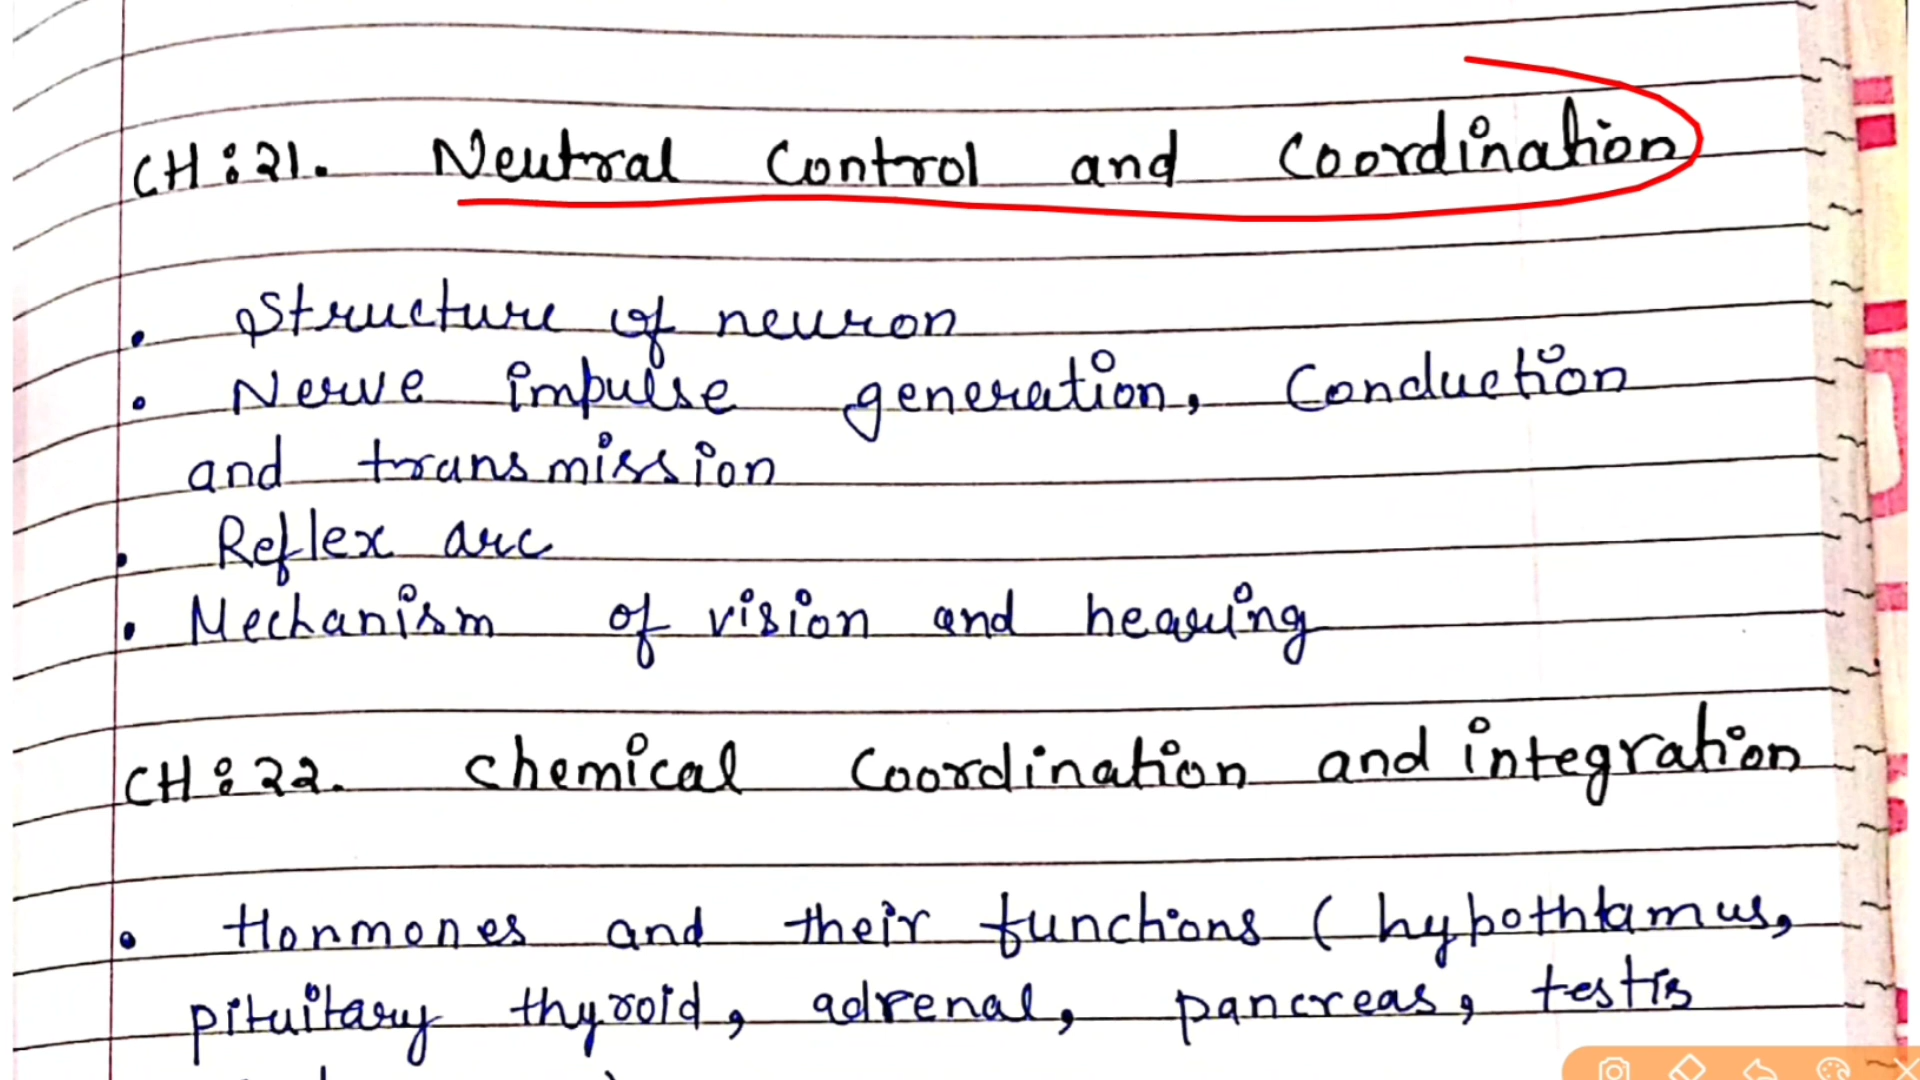 CH:21. Neutral Control and Coordination
• Structure of neuron
• Nerve impulse generation, Conduction
and transmission
• Reflex arc
• Mechanism of vision and hearing
CH:22. Chemical Coordination and integration
• Hormones and their functions ( hypothlamus,
pituitary thyroid, adrenal, pancreas, testis